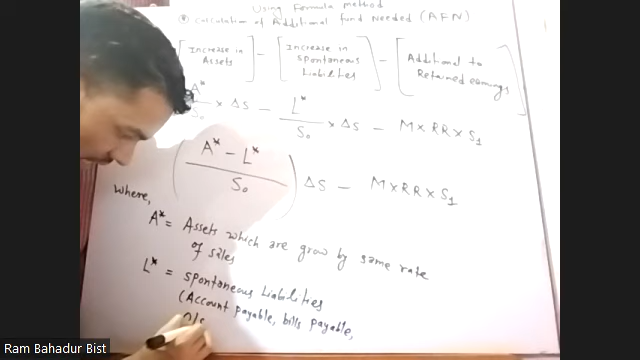 Using Formula method
Calculation of Additional fund Needed (AFN)
[Increase in Assets] - [Increase in Spontaneous Liabilities] - [Additional to Retained earnings]
A*/S₀ × ΔS - L*/S₀ × ΔS - M×RR×S₁
(A* - L* / S₀) ΔS - M×RR×S₁
Where,
A* = Assets which are grow by same rate
of sales
L* = Spontaneous Liabilities
(Account payable, bills payable,
O/s
Ram Bahadur Bist